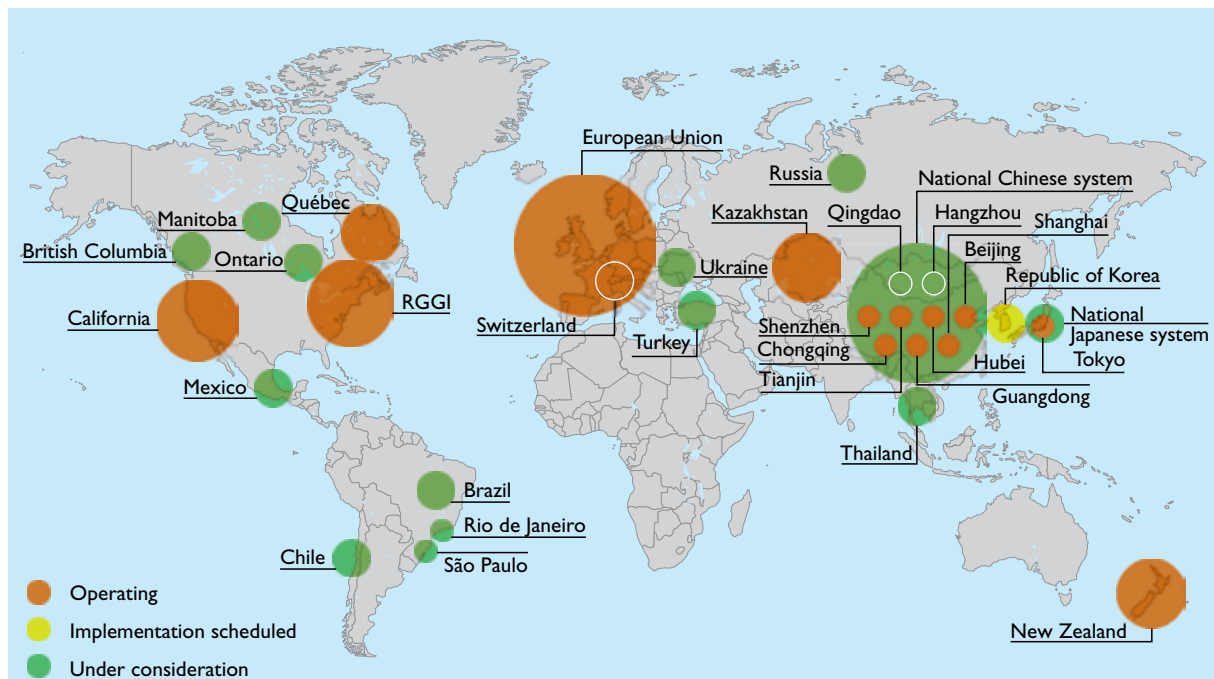 European Union
Russia
National Chinese system
Québec
Manitoba
Kazakhstan
Qingdao
Hangzhou
Shanghai
British Columbia
Ontario
Beijing
Ukraine
Republic of Korea
California
RGGI
Switzerland
Turkey
Shenzhen
National
Japanese system
Chongqing
Tokyo
Hubei
Tianjin
Mexico
Guangdong
Thailand
Brazil
Rio de Janeiro
Chile
São Paulo
Operating
Implementation scheduled
New Zealand
Under consideration